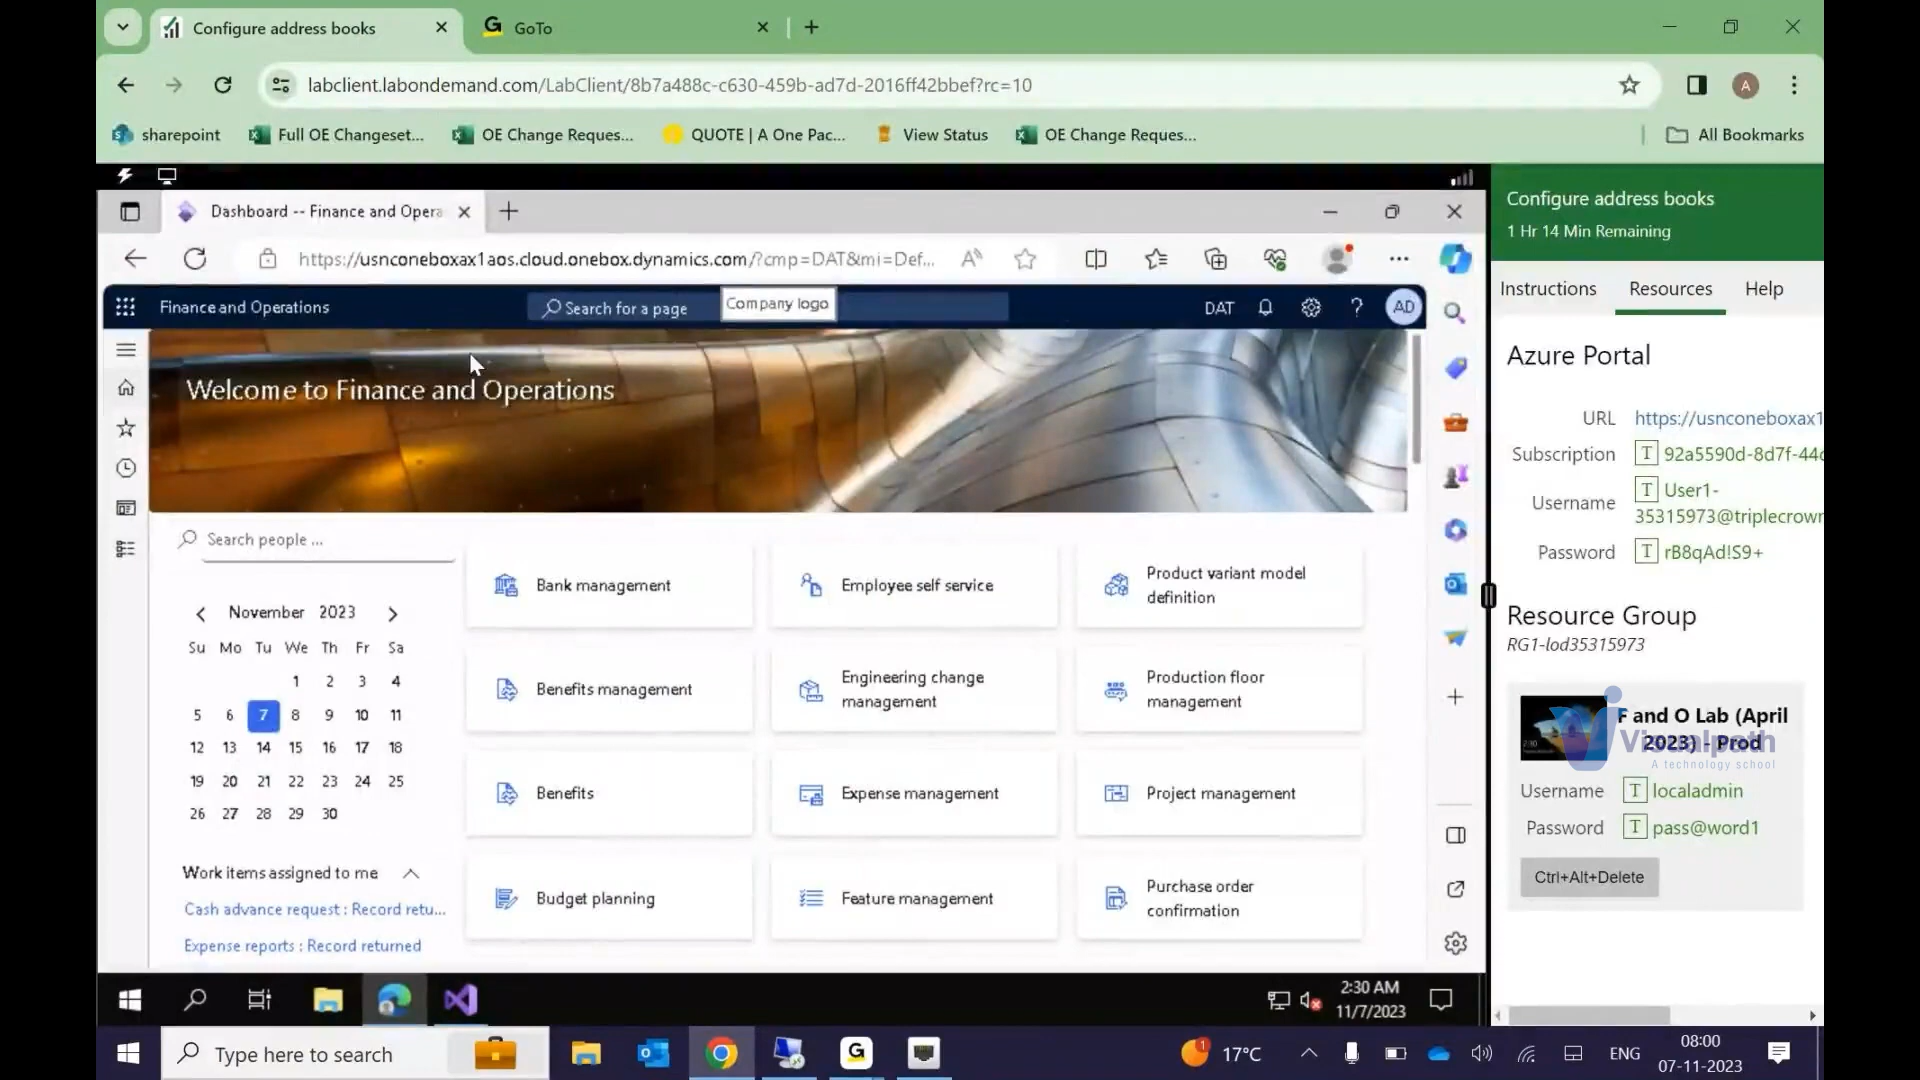 Configure address books
GoTo
labclient.labondemand.com/LabClient/8b7a488c-c630-459b-ad7d-2016ff42bbef?rc=10
A
sharepoint
Full OE Changeset...
OE Change Reques...
QUOTE | A One Pac...
View Status
OE Change Reques...
All Bookmarks
Dashboard -- Finance and Opera
https://usnconeboxax1aos.cloud.onebox.dynamics.com/?cmp=DAT&mi=Def...
Finance and Operations
Search for a page
Company logo
DAT
?
AD
Welcome to Finance and Operations
Search people ...
November 2023
Su Mo Tu We Th Fr Sa
1 2 3 4
5 6 7 8 9 10 11
12 13 14 15 16 17 18
19 20 21 22 23 24 25
26 27 28 29 30
Work items assigned to me
Cash advance request : Record retu...
Expense reports : Record returned
Bank management
Employee self service
Product variant model
definition
Benefits management
Engineering change
management
Production floor
management
Benefits
Expense management
Project management
Budget planning
Feature management
Purchase order
confirmation
2:30 AM
11/7/2023
Configure address books
1 Hr 14 Min Remaining
Instructions
Resources
Help
Azure Portal
URL https://usnconeboxax1
Subscription T 92a5590d-8d7f-44c
Username T User1-
35315973@triplecrown
Password T rB8qAd!S9+
Resource Group
RG1-lod35315973
F and O Lab (April
2023) - Prod
Visualpath
A technology school
Username T localadmin
Password T pass@word1
Ctrl+Alt+Delete
Type here to search
G
1
17°C
ENG
08:00
07-11-2023